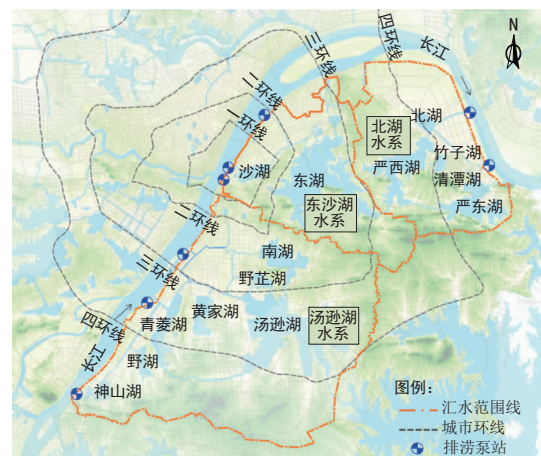 N
四环线
三环线
长江
二环线
一环线
北湖
北湖
水系
竹子湖
严西湖
清潭湖
严东湖
沙湖
东湖
东沙湖
水系
二环线
南湖
三环线
野芷湖
黄家湖
青菱湖
汤逊湖
汤逊湖
水系
四环线
长江
野湖
神山湖
图例：
汇水范围线
城市环线
排涝泵站